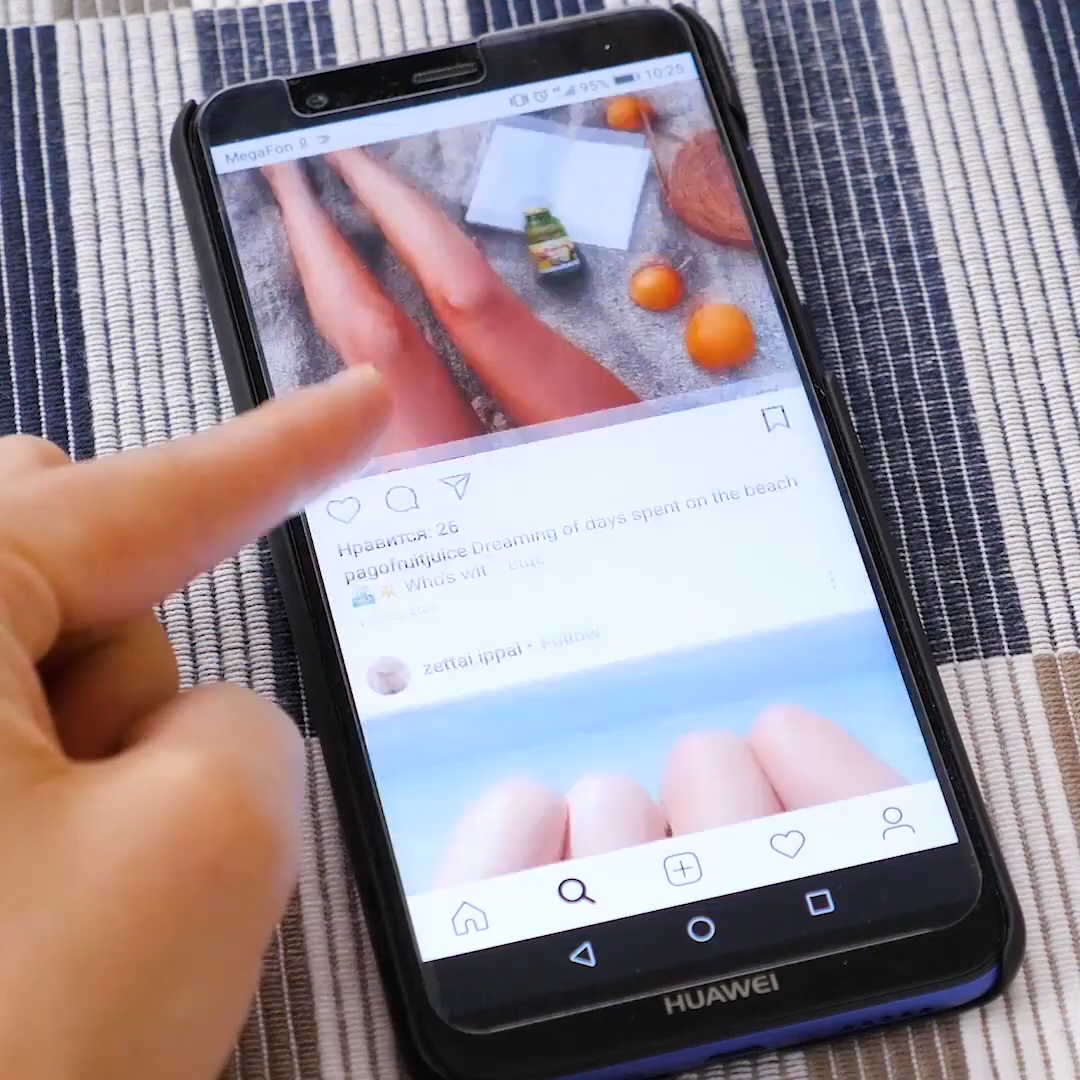 MegaFon
95% 10:25
Нравится: 26
pagofruitjuice Dreaming of days spent on the beach
Who's wit еще
zettai ippai • Follow
HUAWEI